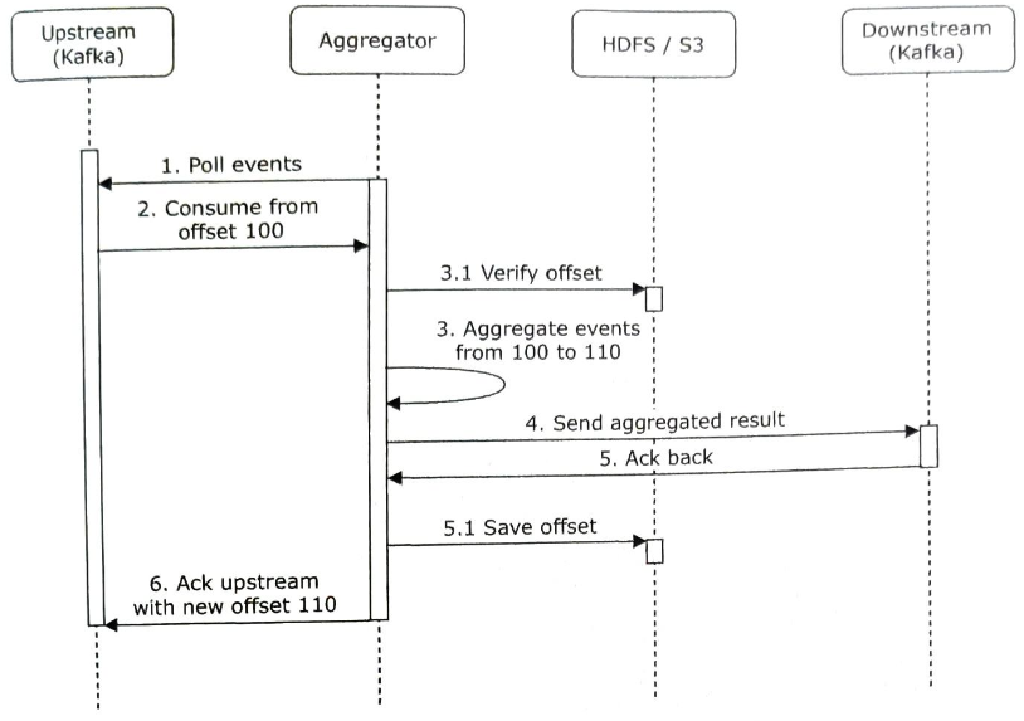 Upstream
(Kafka)
Aggregator
HDFS / S3
Downstream
(Kafka)
1. Poll events
2. Consume from
offset 100
3.1 Verify offset
3. Aggregate events
from 100 to 110
4. Send aggregated result
5. Ack back
5.1 Save offset
6. Ack upstream
with new offset 110